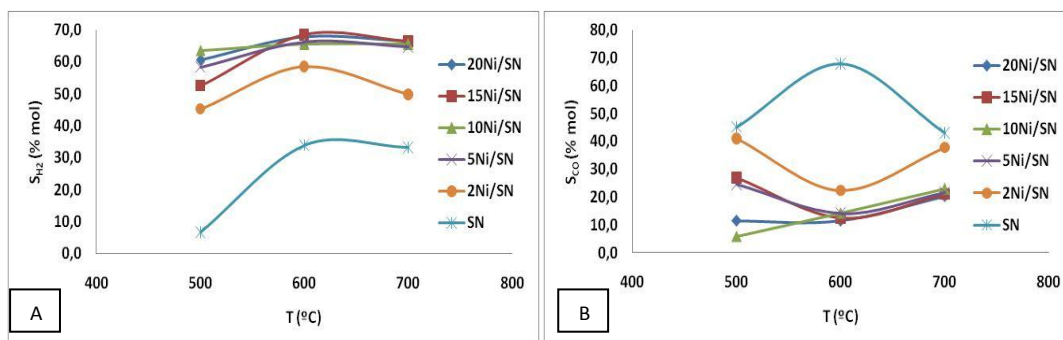 70,0
60,0
50,0
40,0
30,0
20,0
10,0
0,0
400 500 600 700 800
S_H2 (% mol)
T (ºC)
20Ni/SN
15Ni/SN
10Ni/SN
5Ni/SN
2Ni/SN
SN
A
80,0
70,0
60,0
50,0
40,0
30,0
20,0
10,0
0,0
400 500 600 700 800
S_CO (% mol)
T (ºC)
20Ni/SN
15Ni/SN
10Ni/SN
5Ni/SN
2Ni/SN
SN
B